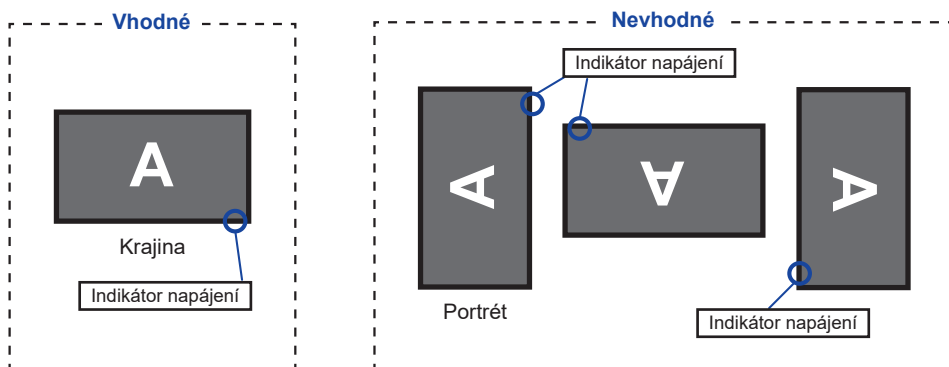 Vhodné
A
Krajina
Indikátor napájení
Nevhodné
Indikátor napájení
A
A
A
Portrét
Indikátor napájení